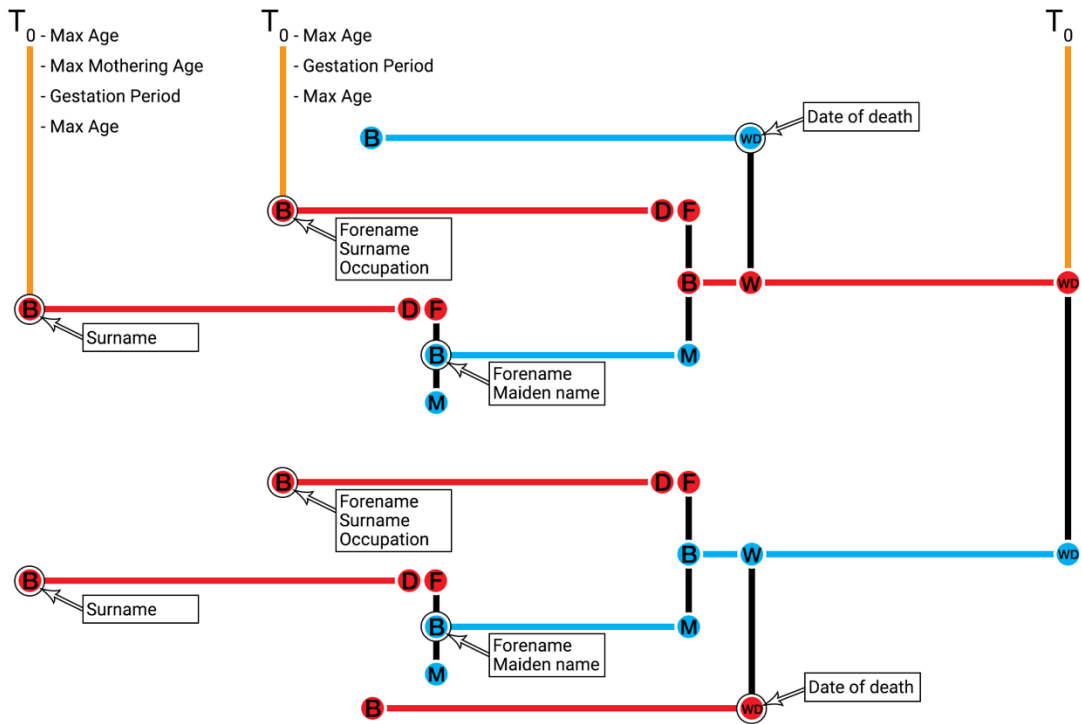 T0 - Max Age
- Max Mothering Age
- Gestation Period
- Max Age
T0 - Max Age
- Gestation Period
- Max Age
T0
B
WD
Date of death
B
D
F
Forename
Surname
Occupation
B
W
WD
B
D
F
Surname
B
M
Forename
Maiden name
M
B
D
F
Forename
Surname
Occupation
B
W
WD
B
D
F
Surname
B
M
Forename
Maiden name
M
B
WD
Date of death